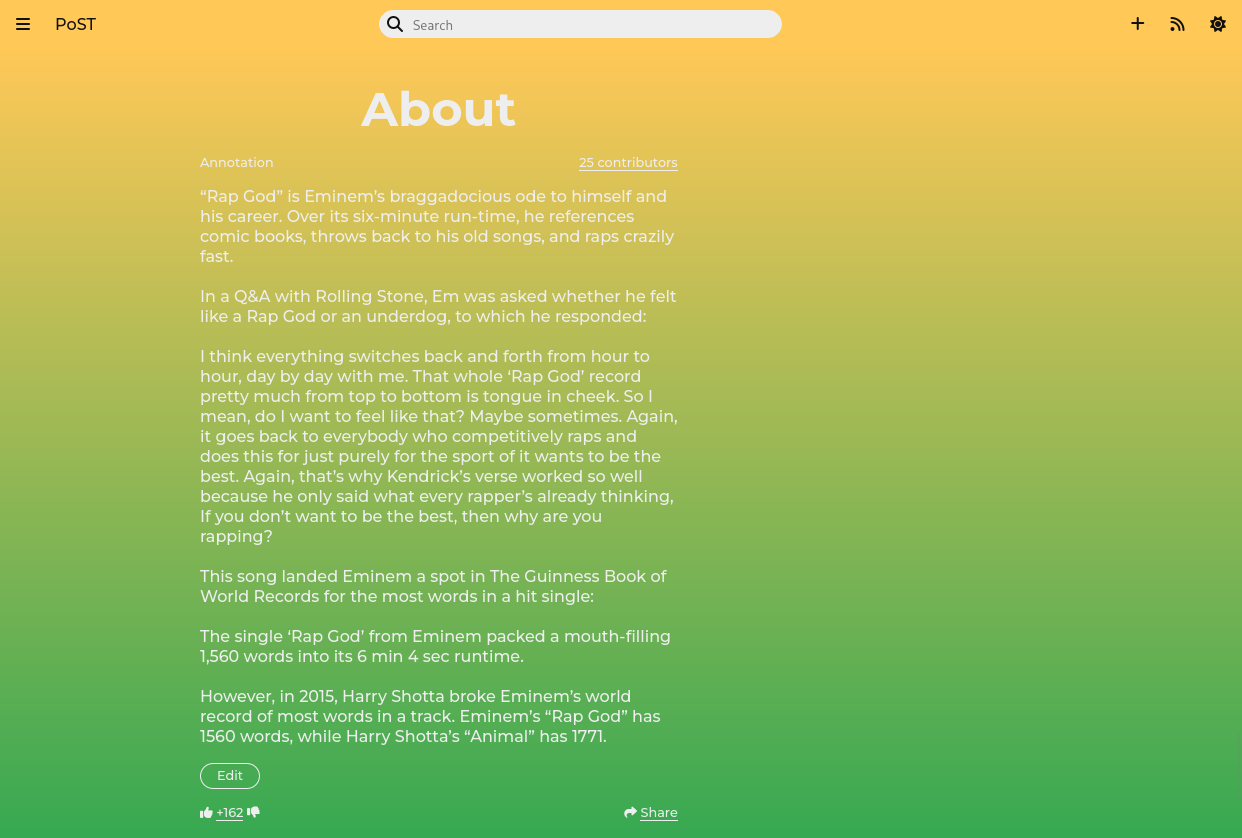 PoST
Search
About
Annotation
25 contributors
“Rap God” is Eminem’s braggadocious ode to himself and
his career. Over its six-minute run-time, he references
comic books, throws back to his old songs, and raps crazily
fast.
In a Q&A with Rolling Stone, Em was asked whether he felt
like a Rap God or an underdog, to which he responded:
I think everything switches back and forth from hour to
hour, day by day with me. That whole ‘Rap God’ record
pretty much from top to bottom is tongue in cheek. So I
mean, do I want to feel like that? Maybe sometimes. Again,
it goes back to everybody who competitively raps and
does this for just purely for the sport of it wants to be the
best. Again, that’s why Kendrick’s verse worked so well
because he only said what every rapper’s already thinking,
If you don’t want to be the best, then why are you
rapping?
This song landed Eminem a spot in The Guinness Book of
World Records for the most words in a hit single:
The single ‘Rap God’ from Eminem packed a mouth-filling
1,560 words into its 6 min 4 sec runtime.
However, in 2015, Harry Shotta broke Eminem’s world
record of most words in a track. Eminem’s “Rap God” has
1560 words, while Harry Shotta’s “Animal” has 1771.
Edit
+162
Share